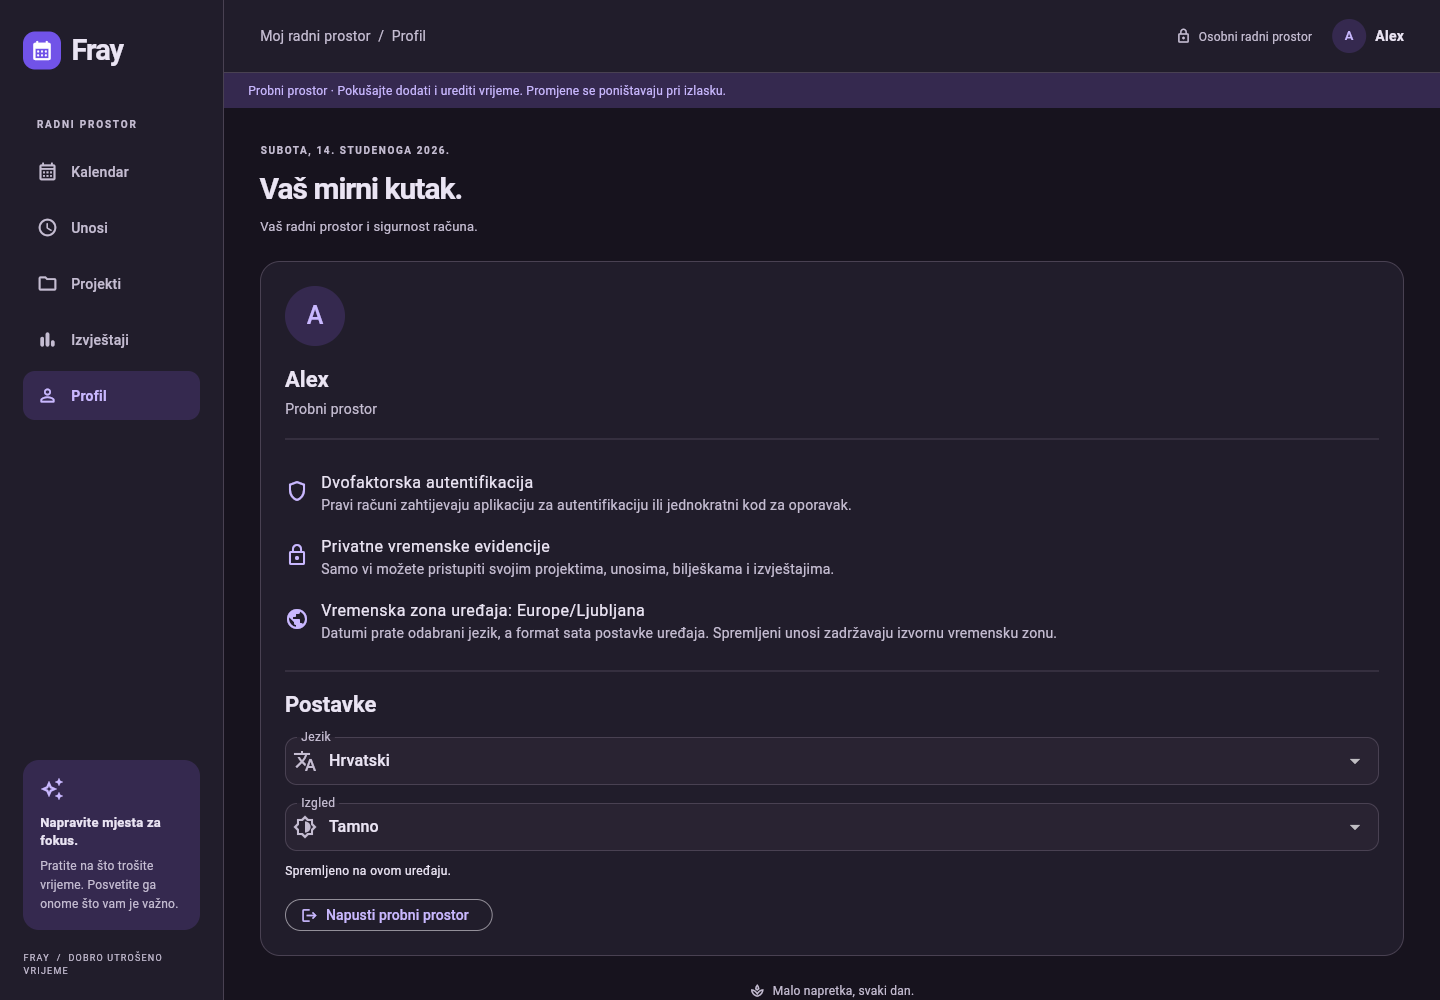 Fray
RADNI PROSTOR
Kalendar
Unosi
Projekti
Izvještaji
Profil
Napravite mjesta za
fokus.
Pratite na što trošite
vrijeme. Posvetite ga
onome što vam je važno.
FRAY / DOBRO UTROŠENO
VRIJEME
Moj radni prostor / Profil
Osobni radni prostor
A
Alex
Probni prostor · Pokušajte dodati i urediti vrijeme. Promjene se poništavaju pri izlasku.
SUBOTA, 14. STUDENOGA 2026.
Vaš mirni kutak.
Vaš radni prostor i sigurnost računa.
A
Alex
Probni prostor
Dvofaktorska autentifikacija
Pravi računi zahtijevaju aplikaciju za autentifikaciju ili jednokratni kod za oporavak.
Privatne vremenske evidencije
Samo vi možete pristupiti svojim projektima, unosima, bilješkama i izvještajima.
Vremenska zona uređaja: Europe/Ljubljana
Datumi prate odabrani jezik, a format sata postavke uređaja. Spremljeni unosi zadržavaju izvornu vremensku zonu.
Postavke
Jezik
Hrvatski
Izgled
Tamno
Spremljeno na ovom uređaju.
Napusti probni prostor
Malo napretka, svaki dan.